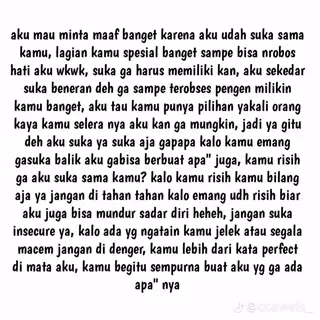 aku mau minta maaf banget karena aku udah suka sama
kamu, lagian kamu spesial banget sampe bisa nrobos
hati aku wkwk, suka ga harus memiliki kan, aku sekedar
suka beneran deh ga sampe terobses pengen milikin
kamu banget, aku tau kamu punya pilihan yakali orang
kaya kamu selera nya aku kan ga mungkin, jadi ya gitu
deh aku suka ya suka aja gapapa kalo kamu emang
gasuka balik aku gabisa berbuat apa" juga, kamu risih
ga aku suka sama kamu? kalo kamu risih kamu bilang
aja ya jangan di tahan tahan kalo emang udh risih biar
aku juga bisa mundur sadar diri heheh, jangan suka
insecure ya, kalo ada yg ngatain kamu jelek atau segala
macem jangan di denger, kamu lebih dari kata perfect
di mata aku, kamu begitu sempurna buat aku yg ga ada
apa" nya